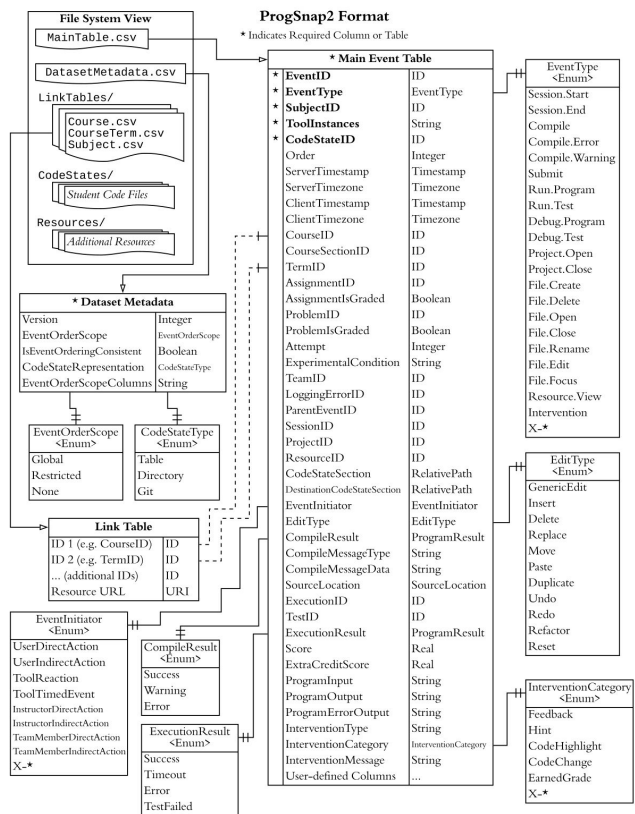 ProgSnap2 Format
★ Indicates Required Column or Table
File System View
MainTable.csv
DatasetMetadata.csv
LinkTables/
Course.csv
CourseTerm.csv
Subject.csv
CodeStates/
Student Code Files
Resources/
Additional Resources
★ Dataset Metadata
Version Integer
EventOrderScope EventOrderScope
IsEventOrderingConsistent Boolean
CodeStateRepresentation CodeStateType
EventOrderScopeColumns String
EventOrderScope
<Enum>
Global
Restricted
None
CodeStateType
<Enum>
Table
Directory
Git
Link Table
ID 1 (e.g. CourseID) ID
ID 2 (e.g. TermID) ID
... (additional IDs) ID
Resource URL URI
EventInitiator
<Enum>
UserDirectAction
UserIndirectAction
ToolReaction
ToolTimedEvent
InstructorDirectAction
InstructorIndirectAction
TeamMemberDirectAction
TeamMemberIndirectAction
X-★
CompileResult
<Enum>
Success
Warning
Error
ExecutionResult
<Enum>
Success
Timeout
Error
TestFailed
★ Main Event Table
★ EventID ID
★ EventType EventType
★ SubjectID ID
★ ToolInstances String
★ CodeStateID ID
Order Integer
ServerTimestamp Timestamp
ServerTimezone Timezone
ClientTimestamp Timestamp
ClientTimezone Timezone
CourseID ID
CourseSectionID ID
TermID ID
AssignmentID ID
AssignmentIsGraded Boolean
ProblemID ID
ProblemIsGraded Boolean
Attempt Integer
ExperimentalCondition String
TeamID ID
LoggingErrorID ID
ParentEventID ID
SessionID ID
ProjectID ID
ResourceID ID
CodeStateSection RelativePath
DestinationCodeStateSection RelativePath
EventInitiator EventInitiator
EditType EditType
CompileResult ProgramResult
CompileMessageType String
CompileMessageData String
SourceLocation SourceLocation
ExecutionID ID
TestID ID
ExecutionResult ProgramResult
Score Real
ExtraCreditScore Real
ProgramInput String
ProgramOutput String
ProgramErrorOutput String
InterventionType String
InterventionCategory InterventionCategory
InterventionMessage String
User-defined Columns ...
EventType
<Enum>
Session.Start
Session.End
Compile
Compile.Error
Compile.Warning
Submit
Run.Program
Run.Test
Debug.Program
Debug.Test
Project.Open
Project.Close
File.Create
File.Delete
File.Open
File.Close
File.Rename
File.Edit
File.Focus
Resource.View
Intervention
X-★
EditType
<Enum>
GenericEdit
Insert
Delete
Replace
Move
Paste
Duplicate
Undo
Redo
Refactor
Reset
InterventionCategory
<Enum>
Feedback
Hint
CodeHighlight
CodeChange
EarnedGrade
X-★